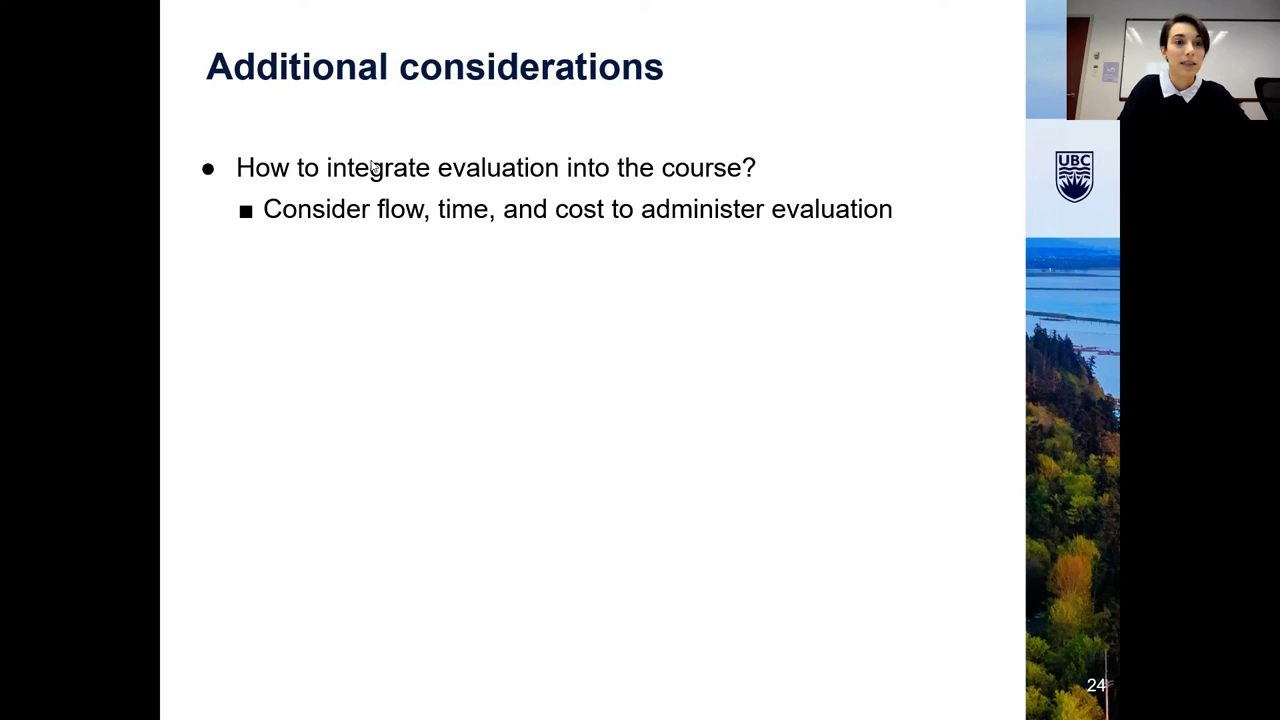 Additional considerations
● How to integrate evaluation into the course?
■ Consider flow, time, and cost to administer evaluation
UBC
24